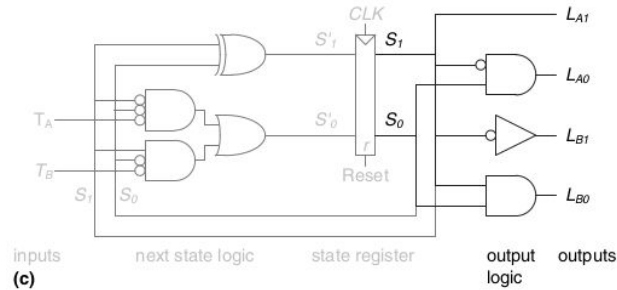 CLK
S'1 S1 LA1
LA0
TA
S'0 S0 LB1
r
TB
Reset
S1 S0 LB0
inputs next state logic state register output logic outputs
(c)